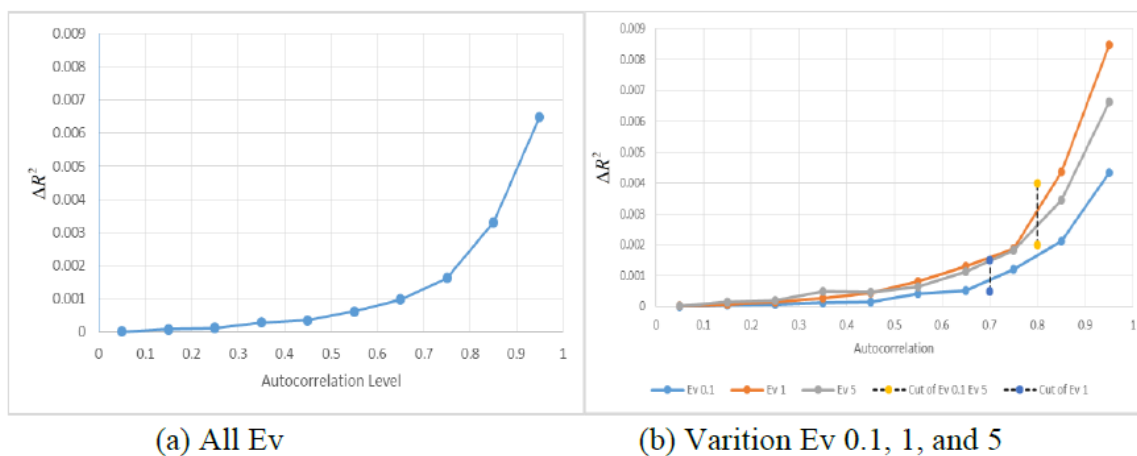 0.009
0.008
0.007
0.006
0.005
0.004
0.003
0.002
0.001
0
ΔR²
0 0.1 0.2 0.3 0.4 0.5 0.6 0.7 0.8 0.9 1
Autocorrelation Level
(a) All Ev
0.009
0.008
0.007
0.006
0.005
0.004
0.003
0.002
0.001
0
ΔR²
0 0.1 0.2 0.3 0.4 0.5 0.6 0.7 0.8 0.9 1
Autocorrelation
Ev 0.1 Ev 1 Ev 5 Cut of Ev 0.1 Ev 5 Cut of Ev 1
(b) Varition Ev 0.1, 1, and 5